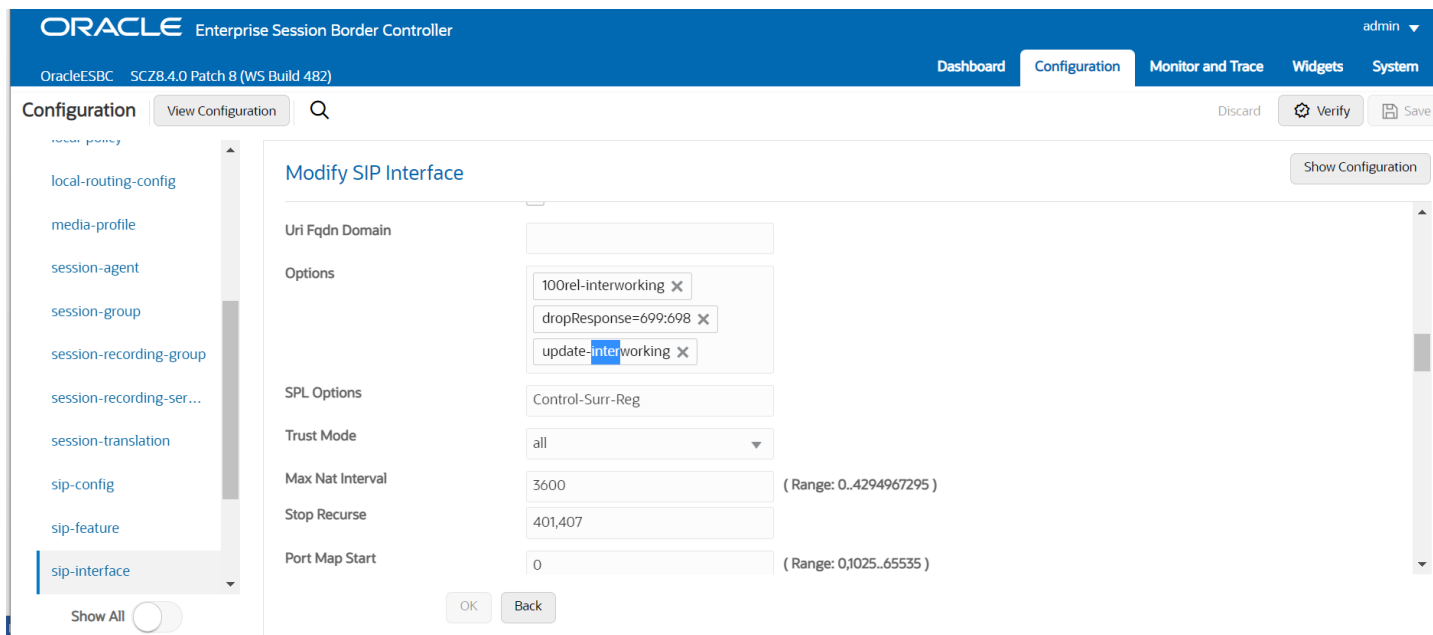 ORACLE Enterprise Session Border Controller
admin
OracleESBC SCZ8.4.0 Patch 8 (WS Build 482)
Dashboard Configuration Monitor and Trace Widgets System
Configuration View Configuration Discard Verify Save
local-policy
local-routing-config
media-profile
session-agent
session-group
session-recording-group
session-recording-ser...
session-translation
sip-config
sip-feature
sip-interface
Show All
Modify SIP Interface
Show Configuration
Uri Fqdn Domain
Options
100rel-interworking
dropResponse=699:698
update-interworking
SPL Options Control-Surr-Reg
Trust Mode all
Max Nat Interval 3600 ( Range: 0..4294967295 )
Stop Recurse 401,407
Port Map Start 0 ( Range: 0,1025..65535 )
OK Back